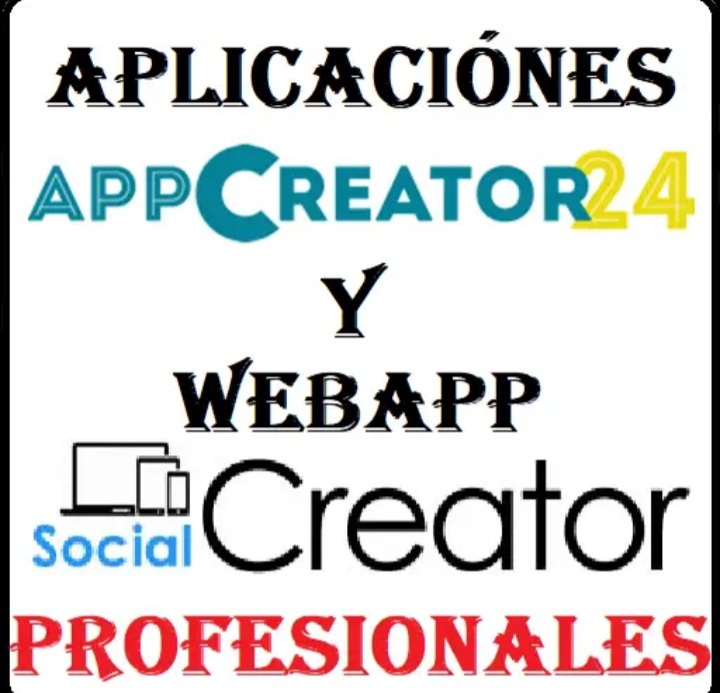 APLICACIÓNES
APPCREATOR24
Y
WEBAPP
Social Creator
PROFESIONALES